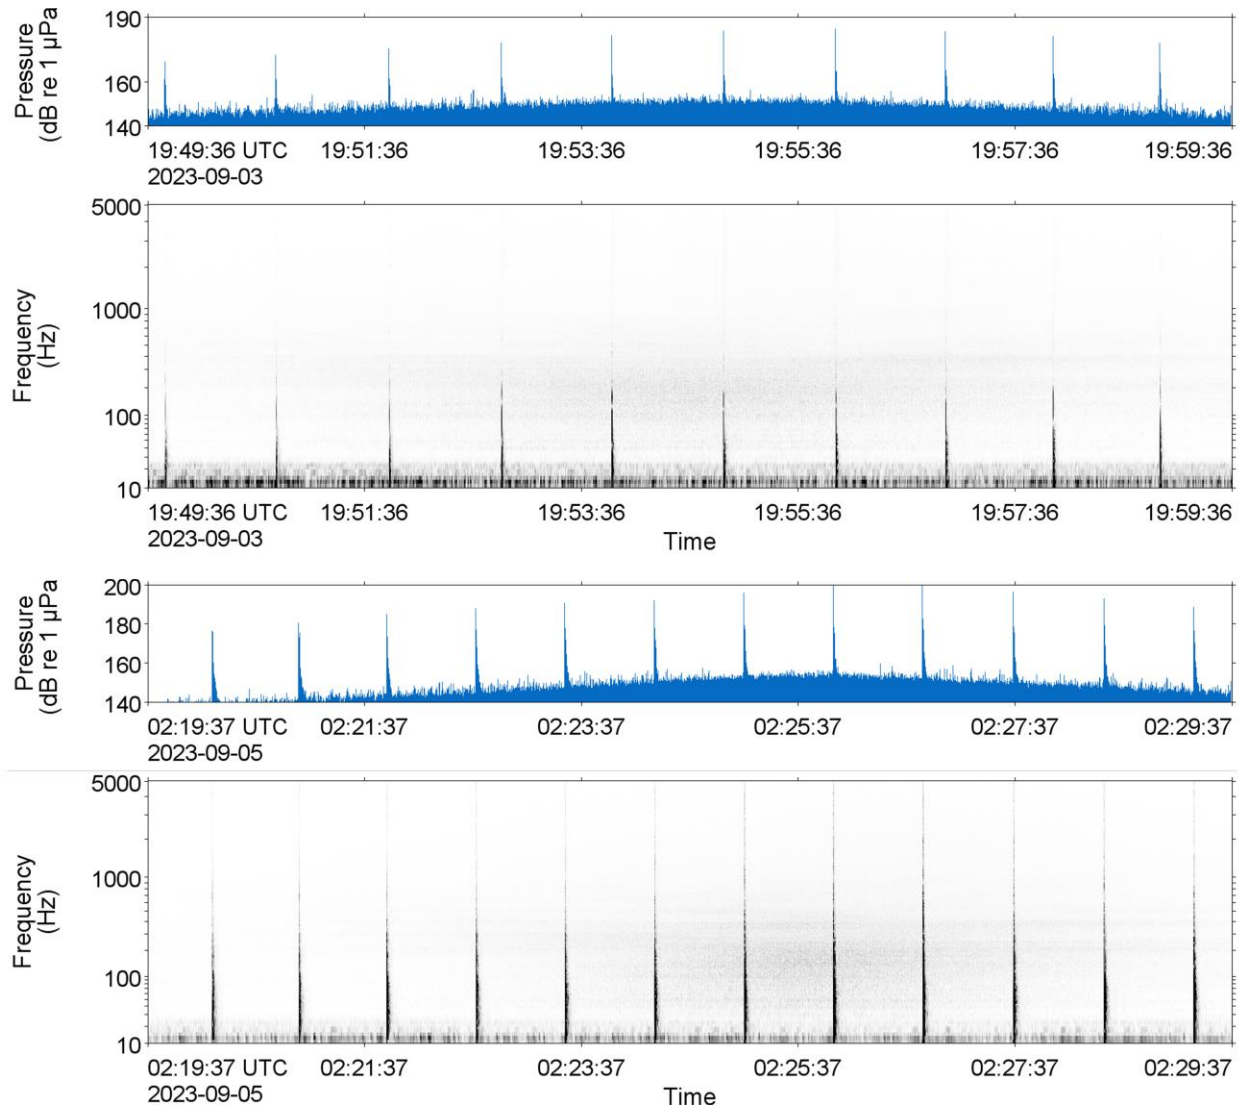 Pressure
(dB re 1 µPa
190
160
140
19:49:36 UTC 19:51:36 19:53:36 19:55:36 19:57:36 19:59:36
2023-09-03
Frequency
(Hz)
5000
1000
100
10
19:49:36 UTC 19:51:36 19:53:36 19:55:36 19:57:36 19:59:36
2023-09-03
Time
Pressure
(dB re 1 µPa)
200
180
160
140
02:19:37 UTC 02:21:37 02:23:37 02:25:37 02:27:37 02:29:37
2023-09-05
Frequency
(Hz)
5000
1000
100
10
02:19:37 UTC 02:21:37 02:23:37 02:25:37 02:27:37 02:29:37
2023-09-05
Time